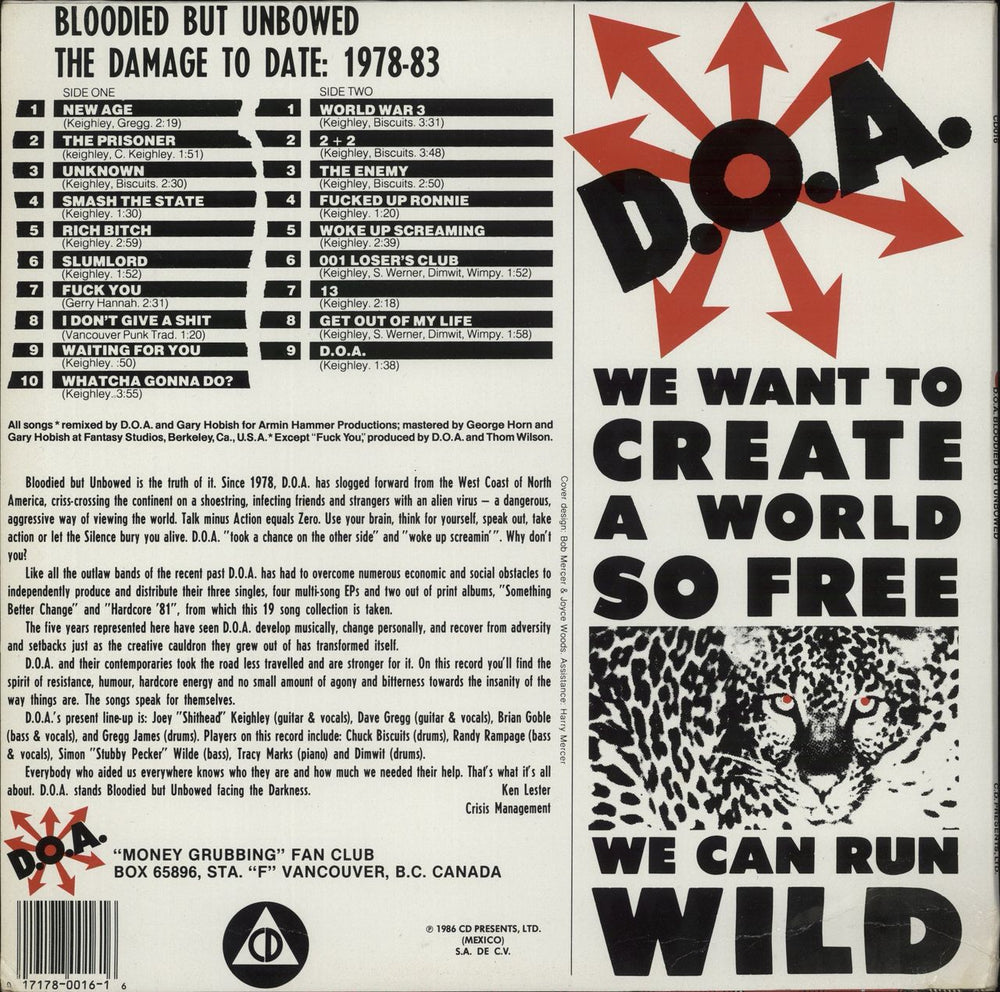 BLOODIED BUT UNBOWED
THE DAMAGE TO DATE: 1978-83
SIDE ONE
1 NEW AGE
(Keighley, Gregg. 2:19)
2 THE PRISONER
(keighley, C. Keighley. 1:51)
3 UNKNOWN
(Keighley, Biscuits. 2:30)
4 SMASH THE STATE
(Keighley. 1:30)
5 RICH BITCH
(Keighley. 2:59)
6 SLUMLORD
(Keighley. 1:52)
7 FUCK YOU
(Gerry Hannah. 2:31)
8 I DON'T GIVE A SHIT
(Vancouver Punk Trad. 1:20)
9 WAITING FOR YOU
(Keighley. :50)
10 WHATCHA GONNA DO?
(Keighley. 3:55)
SIDE TWO
1 WORLD WAR 3
(Keighley, Biscuits. 3:31)
2 2 + 2
(Keighley, Biscuits. 3:48)
3 THE ENEMY
(Keighley, Biscuits. 2:50)
4 FUCKED UP RONNIE
(Keighley. 1:20)
5 WOKE UP SCREAMING
(Keighley. 2:39)
6 001 LOSER'S CLUB
(Keighley, S. Werner, Dimwit, Wimpy. 1:52)
7 13
(Keighley. 2:18)
8 GET OUT OF MY LIFE
(Keighley, S. Werner, Dimwit, Wimpy. 1:58)
9 D.O.A.
(Keighley. 1:38)
All songs * remixed by D.O.A. and Gary Hobish for Armin Hammer Productions; mastered by George Horn and
Gary Hobish at Fantasy Studios, Berkeley, Ca., U.S.A. * Except "Fuck You," produced by D.O.A. and Thom Wilson.
Bloodied but Unbowed is the truth of it. Since 1978, D.O.A. has slogged forward from the West Coast of North
America, criss-crossing the continent on a shoestring, infecting friends and strangers with an alien virus – a dangerous,
aggressive way of viewing the world. Talk minus Action equals Zero. Use your brain, think for yourself, speak out, take
action or let the Silence bury you alive. D.O.A. "took a chance on the other side" and "woke up screamin'". Why don't
you?
Like all the outlaw bands of the recent past D.O.A. has had to overcome numerous economic and social obstacles to
independently produce and distribute their three singles, four multi-song EPs and two out of print albums, "Something
Better Change" and "Hardcore '81", from which this 19 song collection is taken.
The five years represented here have seen D.O.A. develop musically, change personally, and recover from adversity
and setbacks just as the creative cauldron they grew out of has transformed itself.
D.O.A. and their contemporaries took the road less travelled and are stronger for it. On this record you'll find the
spirit of resistance, humour, hardcore energy and no small amount of agony and bitterness towards the insanity of the
way things are. The songs speak for themselves.
D.O.A.'s present line-up is: Joey "Shithead" Keighley (guitar & vocals), Dave Gregg (guitar & vocals), Brian Goble
(bass & vocals), and Gregg James (drums). Players on this record include: Chuck Biscuits (drums), Randy Rampage (bass
& vocals), Simon "Stubby Pecker" Wilde (bass), Tracy Marks (piano) and Dimwit (drums).
Everybody who aided us everywhere knows who they are and how much we needed their help. That's what it's all
about. D.O.A. stands Bloodied but Unbowed facing the Darkness. Ken Lester
Crisis Management
D.O.A.
"MONEY GRUBBING" FAN CLUB
BOX 65896, STA. "F" VANCOUVER, B.C. CANADA
0 17178-0016-1 6
CD
℗ 1986 CD PRESENTS, LTD.
(MEXICO)
S.A. DE C.V.
Cover design: Bob Mercer & Joyce Woods. Assistance: Harry Mercer
D.O.A.
WE WANT TO
CREATE
A WORLD
SO FREE
WE CAN RUN
WILD